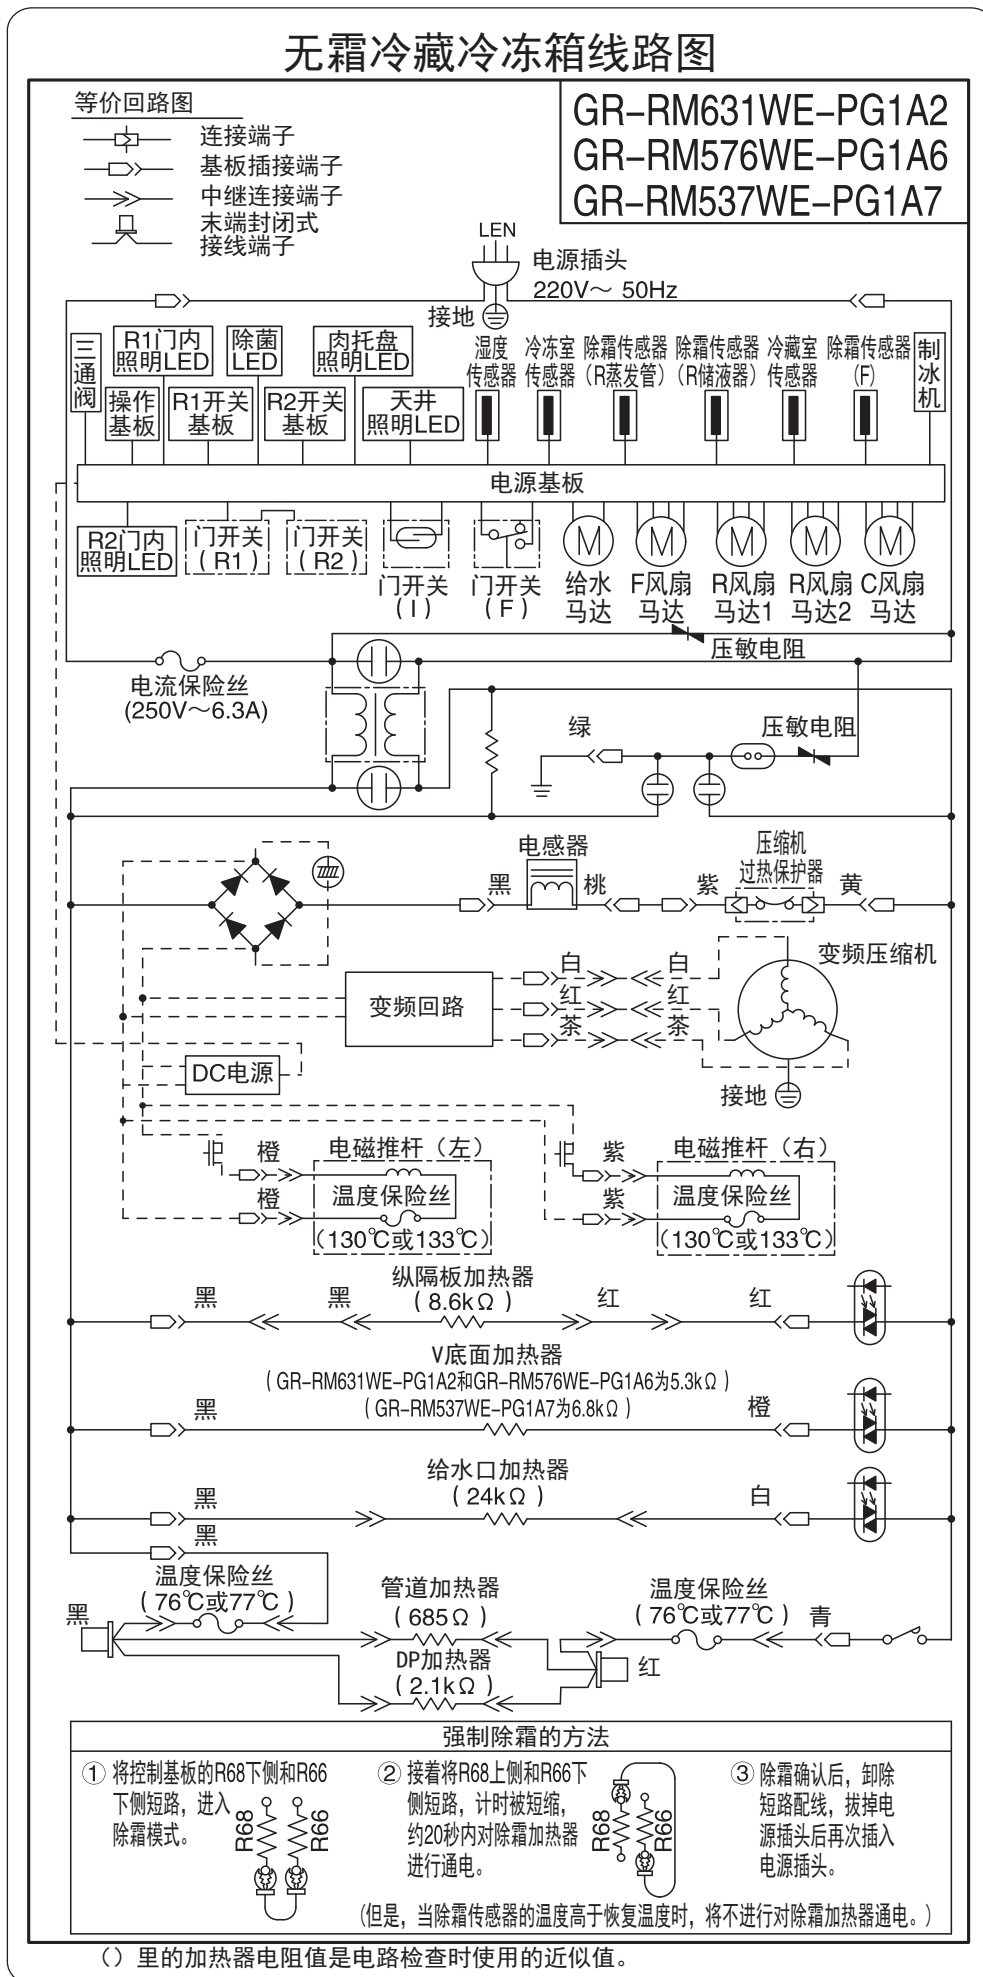 无霜冷藏冷冻箱线路图
等价回路图
连接端子
基板插接端子
中继连接端子
末端封闭式
接线端子
GR-RM631WE-PG1A2
GR-RM576WE-PG1A6
GR-RM537WE-PG1A7
LEN
电源插头
220V～ 50Hz
接地
三通阀
R1门内
照明LED
除菌
LED
肉托盘
照明LED
操作
基板
R1开关
基板
R2开关
基板
天井
照明LED
湿度
传感器
冷冻室
传感器
除霜传感器
（R蒸发管）
除霜传感器
（R储液器）
冷藏室
传感器
除霜传感器
(F)
制冰机
电源基板
R2门内
照明LED
门开关
( R1 )
门开关
( R2 )
门开关
( I )
门开关
( F )
M
M
M
M
M
给水
马达
F风扇
马达
R风扇
马达1
R风扇
马达2
C风扇
马达
压敏电阻
电流保险丝
(250V～6.3A)
绿
压敏电阻
电感器
黑
桃
紫
压缩机
过热保护器
黄
变频回路
白
白
红
红
茶
茶
变频压缩机
接地
DC电源
橙
橙
电磁推杆（左）
温度保险丝
（130℃或133℃）
紫
紫
电磁推杆（右）
温度保险丝
（130℃或133℃）
黑
黑
纵隔板加热器
( 8.6kΩ )
红
红
V底面加热器
( GR-RM631WE-PG1A2和GR-RM576WE-PG1A6为5.3kΩ )
( GR-RM537WE-PG1A7为6.8kΩ )
黑
橙
给水口加热器
( 24kΩ )
黑
白
黑
温度保险丝
( 76℃或77℃ )
黑
管道加热器
( 685Ω )
DP加热器
( 2.1kΩ )
温度保险丝
( 76℃或77℃ )
青
红
强制除霜的方法
① 将控制基板的R68下侧和R66
下侧短路，进入
除霜模式。
R68
R66
② 接着将R68上侧和R66下
侧短路，计时被短缩，
约20秒内对除霜加热器
进行通电。
R68
R66
③ 除霜确认后，卸除
短路配线，拔掉电
源插头后再次插入
电源插头。
(但是，当除霜传感器的温度高于恢复温度时，将不进行对除霜加热器通电。)
（）里的加热器电阻值是电路检查时使用的近似值。